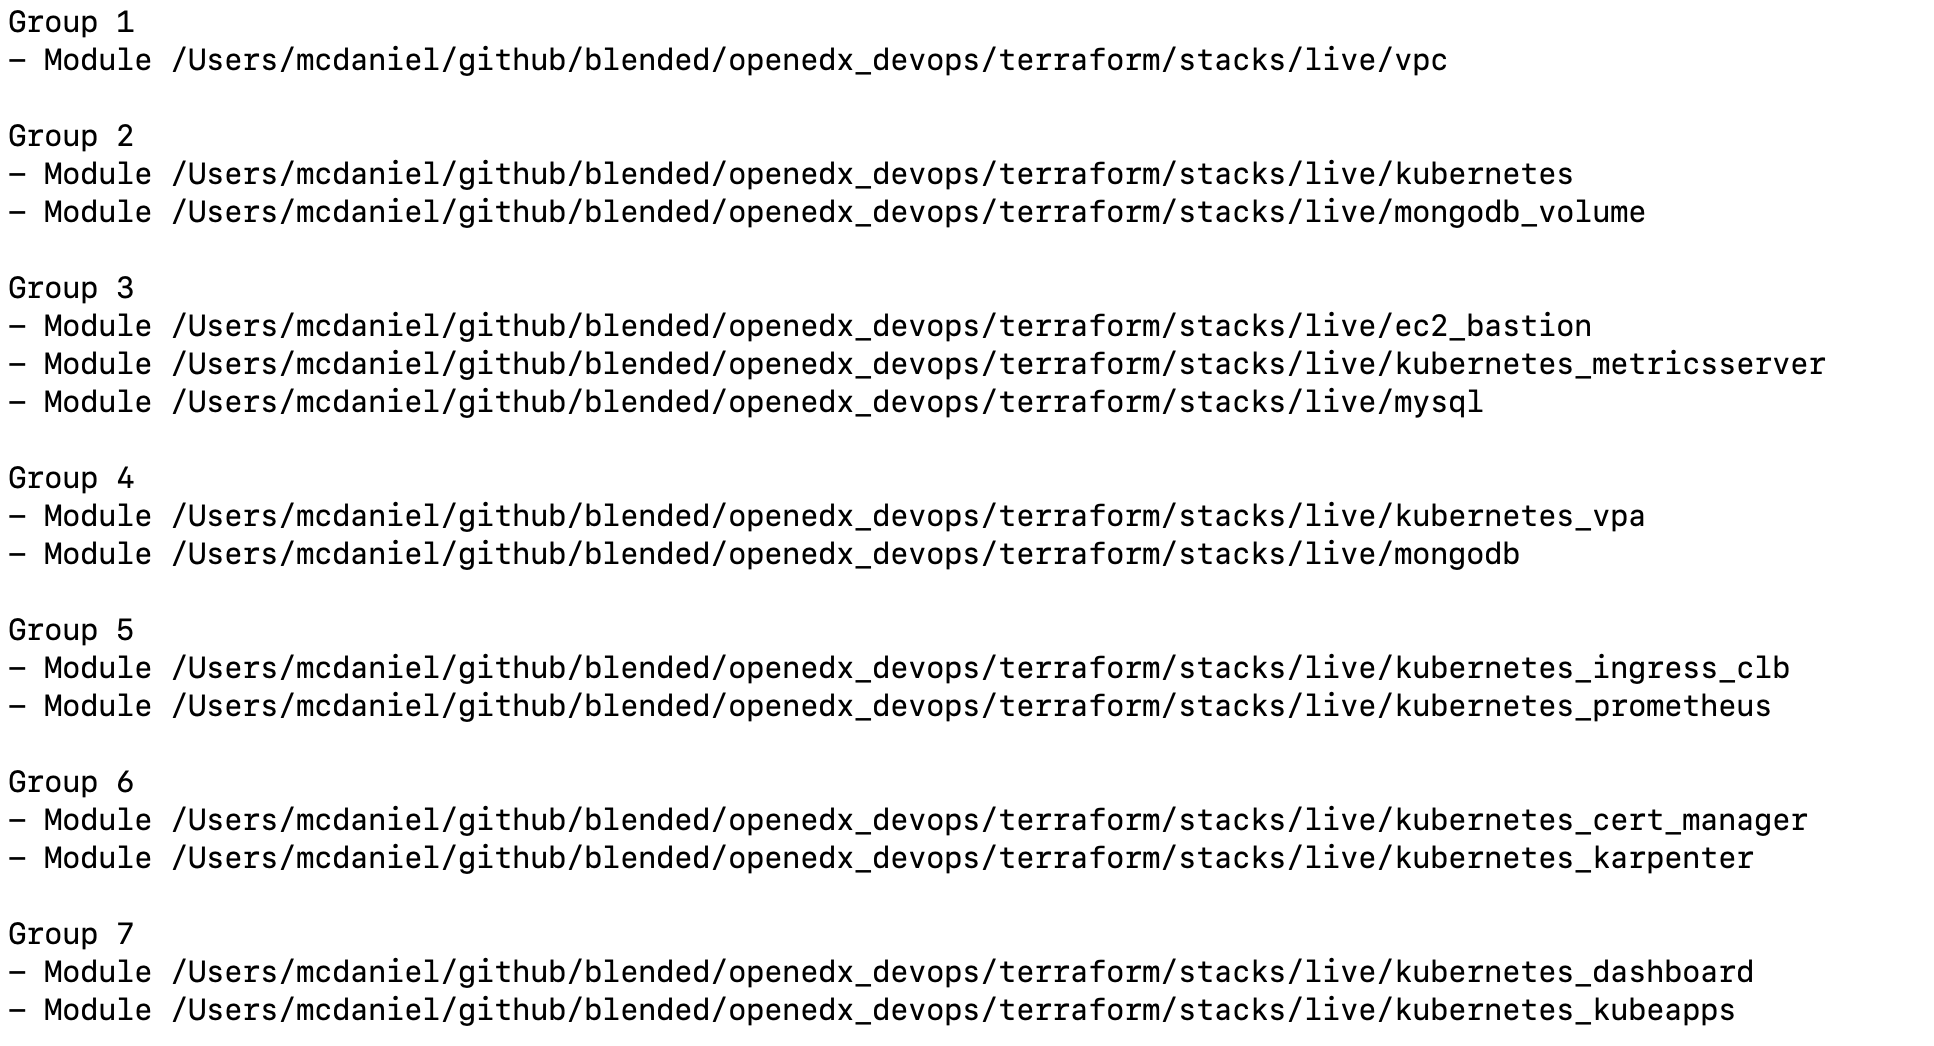 Group 1
– Module /Users/mcdaniel/github/blended/openedx_devops/terraform/stacks/live/vpc

Group 2
– Module /Users/mcdaniel/github/blended/openedx_devops/terraform/stacks/live/kubernetes
– Module /Users/mcdaniel/github/blended/openedx_devops/terraform/stacks/live/mongodb_volume

Group 3
– Module /Users/mcdaniel/github/blended/openedx_devops/terraform/stacks/live/ec2_bastion
– Module /Users/mcdaniel/github/blended/openedx_devops/terraform/stacks/live/kubernetes_metricsserver
– Module /Users/mcdaniel/github/blended/openedx_devops/terraform/stacks/live/mysql

Group 4
– Module /Users/mcdaniel/github/blended/openedx_devops/terraform/stacks/live/kubernetes_vpa
– Module /Users/mcdaniel/github/blended/openedx_devops/terraform/stacks/live/mongodb

Group 5
– Module /Users/mcdaniel/github/blended/openedx_devops/terraform/stacks/live/kubernetes_ingress_clb
– Module /Users/mcdaniel/github/blended/openedx_devops/terraform/stacks/live/kubernetes_prometheus

Group 6
– Module /Users/mcdaniel/github/blended/openedx_devops/terraform/stacks/live/kubernetes_cert_manager
– Module /Users/mcdaniel/github/blended/openedx_devops/terraform/stacks/live/kubernetes_karpenter

Group 7
– Module /Users/mcdaniel/github/blended/openedx_devops/terraform/stacks/live/kubernetes_dashboard
– Module /Users/mcdaniel/github/blended/openedx_devops/terraform/stacks/live/kubernetes_kubeapps